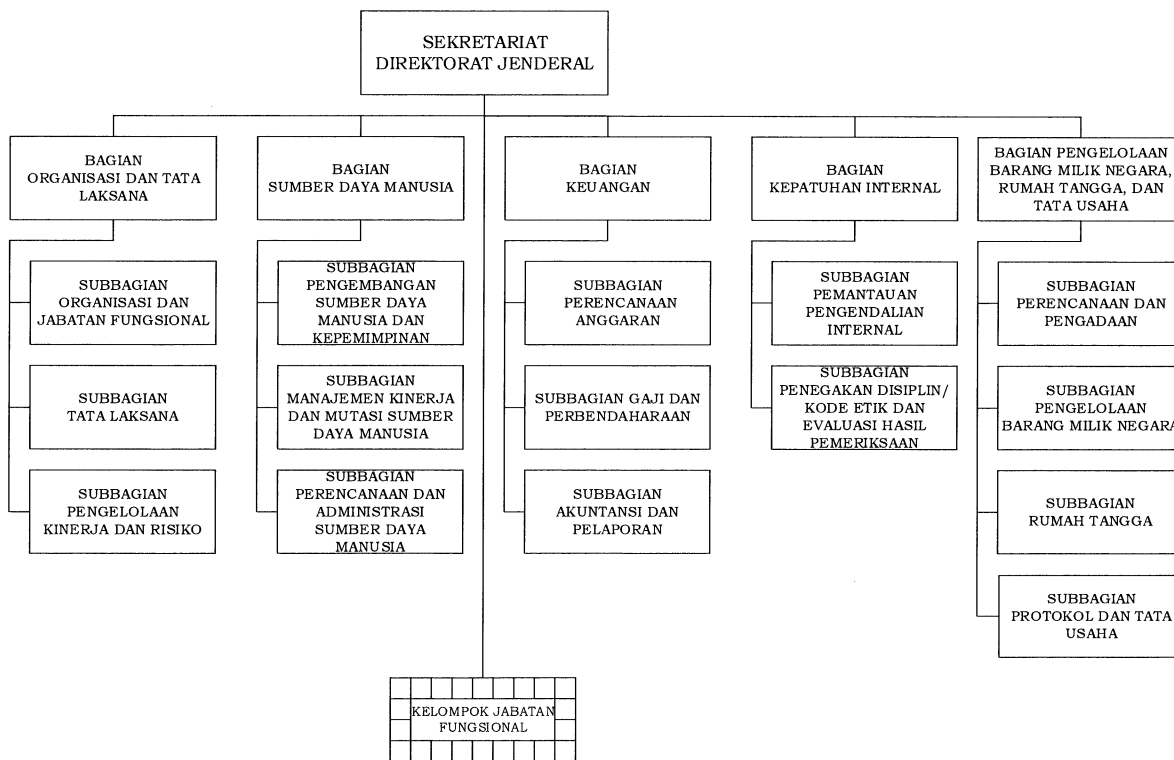 SEKRETARIAT
DIREKTORAT JENDERAL
BAGIAN
ORGANISASI DAN TATA
LAKSANA
BAGIAN
SUMBER DAYA MANUSIA
BAGIAN
KEUANGAN
BAGIAN
KEPATUHAN INTERNAL
BAGIAN PENGELOLAAN
BARANG MILIK NEGARA,
RUMAH TANGGA, DAN
TATA USAHA
SUBBAGIAN
ORGANISASI DAN
JABATAN FUNGSIONAL
SUBBAGIAN
PENGEMBANGAN
SUMBER DAYA
MANUSIA DAN
KEPEMIMPINAN
SUBBAGIAN
PERENCANAAN
ANGGARAN
SUBBAGIAN
PEMANTAUAN
PENGENDALIAN
INTERNAL
SUBBAGIAN
PERENCANAAN DAN
PENGADAAN
SUBBAGIAN
TATA LAKSANA
SUBBAGIAN
MANAJEMEN KINERJA
DAN MUTASI SUMBER
DAYA MANUSIA
SUBBAGIAN GAJI DAN
PERBENDAHARAAN
SUBBAGIAN
PENEGAKAN DISIPLIN/
KODE ETIK DAN
EVALUASI HASIL
PEMERIKSAAN
SUBBAGIAN
PENGELOLAAN
BARANG MILIK NEGARA
SUBBAGIAN
PENGELOLAAN
KINERJA DAN RISIKO
SUBBAGIAN
PERENCANAAN DAN
ADMINISTRASI
SUMBER DAYA
MANUSIA
SUBBAGIAN
AKUNTANSI DAN
PELAPORAN
SUBBAGIAN
RUMAH TANGGA
SUBBAGIAN
PROTOKOL DAN TATA
USAHA
KELOMPOK JABATAN
FUNGSIONAL